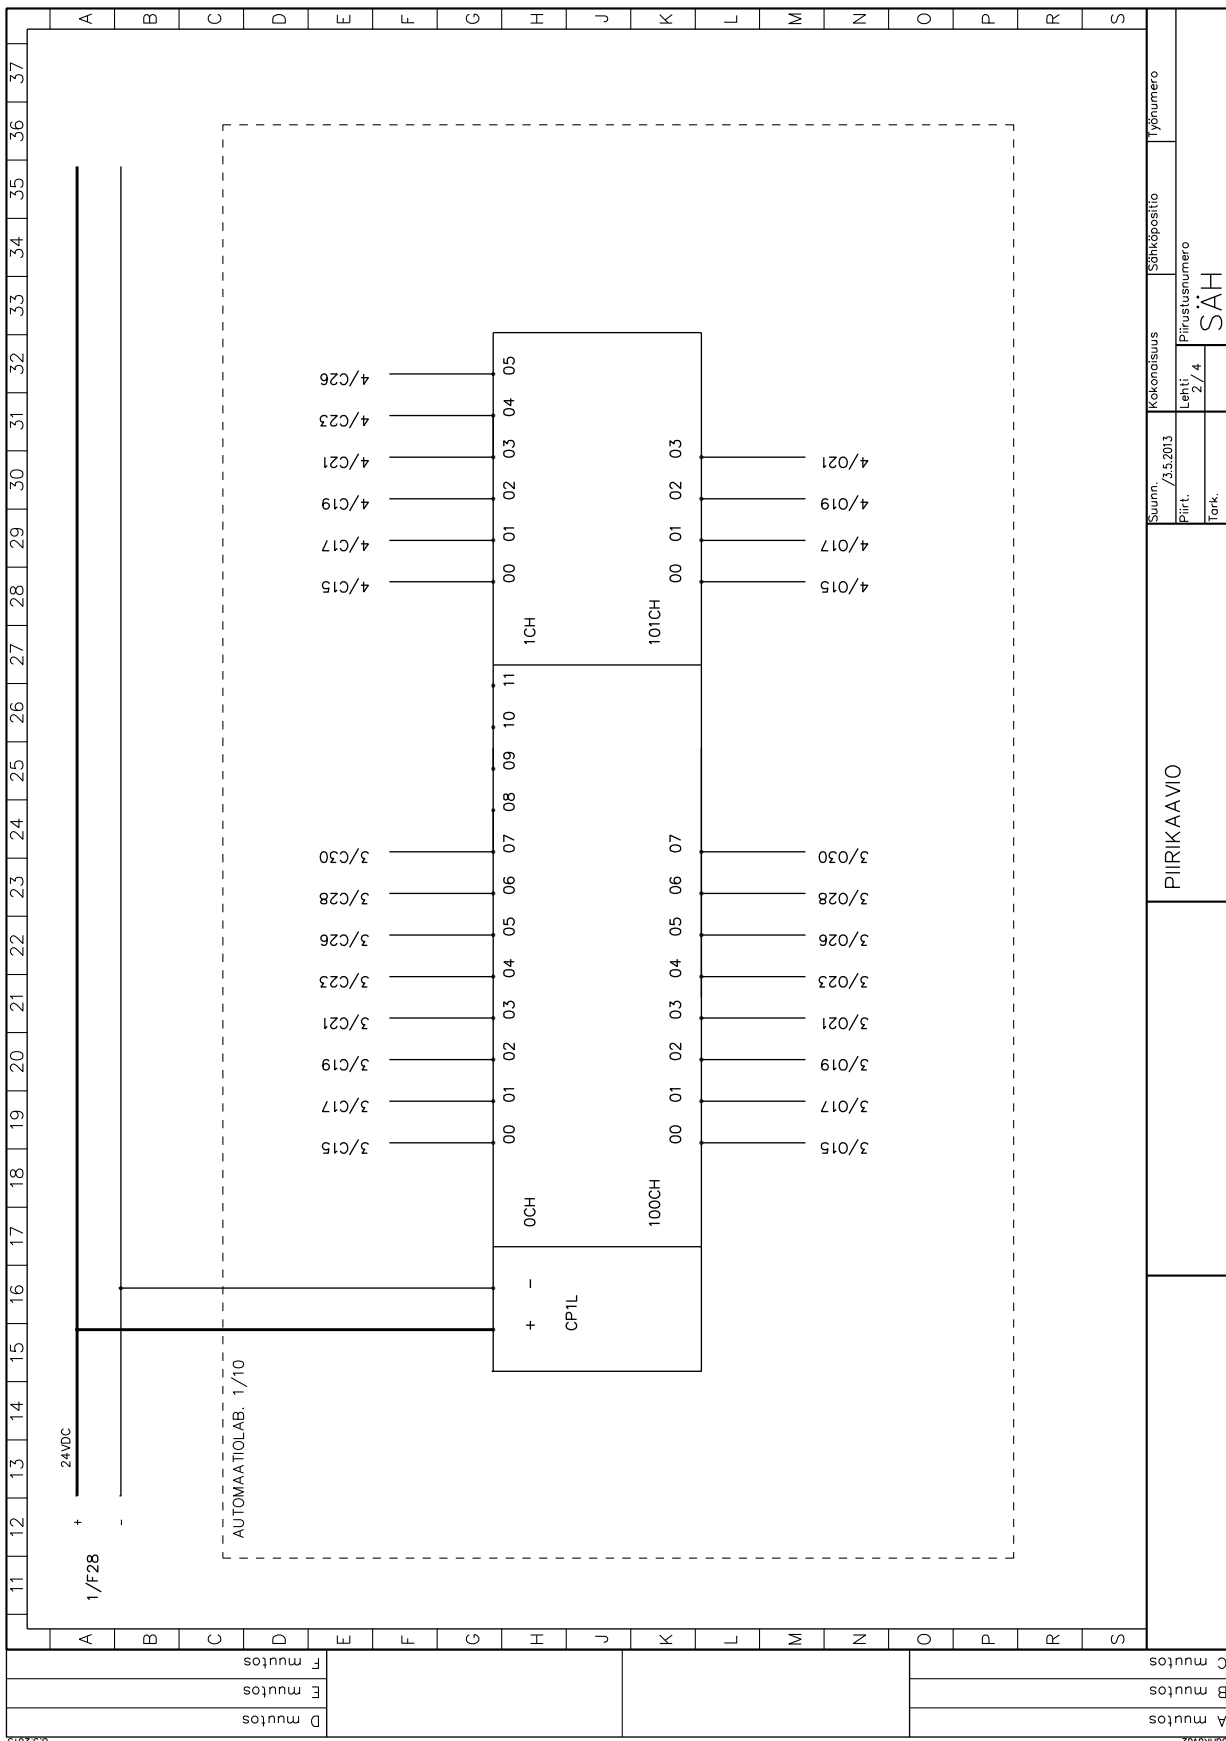 11 12 13 14 15 16 17 18 19 20 21 22 23 24 25 26 27 28 29 30 31 32 33 34 35 36 37
A B C D E F G H J K L M N O P R S
A B C D E F G H J K L M N O P R S
24VDC
1/F28
+
-
AUTOMAATIOLAB. 1/10
3/C15 3/C17 3/C19 3/C21 3/C23 3/C26 3/C28 3/C30 4/C15 4/C17 4/C19 4/C21 4/C23 4/C26
00 01 02 03 04 05 06 07 08 09 10 11 00 01 02 03 04 05
+ - 0CH 1CH
CP1L
100CH 101CH
00 01 02 03 04 05 06 07 00 01 02 03
3/O15 3/O17 3/O19 3/O21 3/O23 3/O26 3/O28 3/O30 4/O15 4/O17 4/O19 4/O21
PIIRIKAAVIO
Suunn.
/3.5.2013
Piirt.
Tark.
Kokonaisuus
Sähköpositio
Työnumero
Lehti
2/4
Piirustusnumero
SÄH
F muutos
E muutos
D muutos
C muutos
B muutos
A muutos